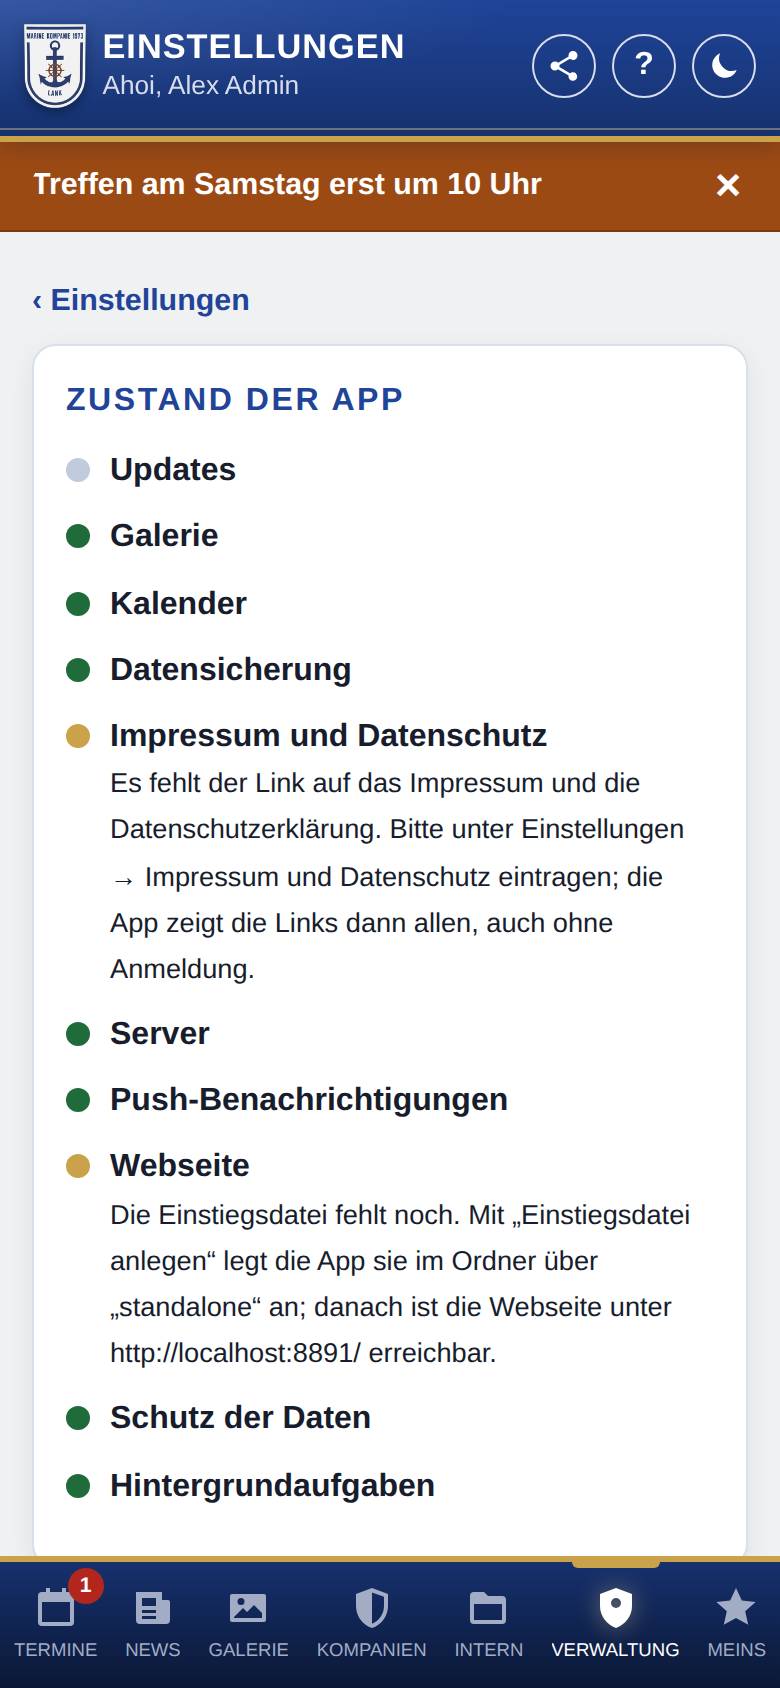 MARINE KOMPANIE 1973
LANK
EINSTELLUNGEN
Ahoi, Alex Admin
?
Treffen am Samstag erst um 10 Uhr
×
‹ Einstellungen
ZUSTAND DER APP
Updates
Galerie
Kalender
Datensicherung
Impressum und Datenschutz
Es fehlt der Link auf das Impressum und die
Datenschutzerklärung. Bitte unter Einstellungen
→ Impressum und Datenschutz eintragen; die
App zeigt die Links dann allen, auch ohne
Anmeldung.
Server
Push-Benachrichtigungen
Webseite
Die Einstiegsdatei fehlt noch. Mit „Einstiegsdatei
anlegen“ legt die App sie im Ordner über
„standalone“ an; danach ist die Webseite unter
http://localhost:8891/ erreichbar.
Schutz der Daten
Hintergrundaufgaben
1
TERMINE NEWS GALERIE KOMPANIEN INTERN VERWALTUNG MEINS